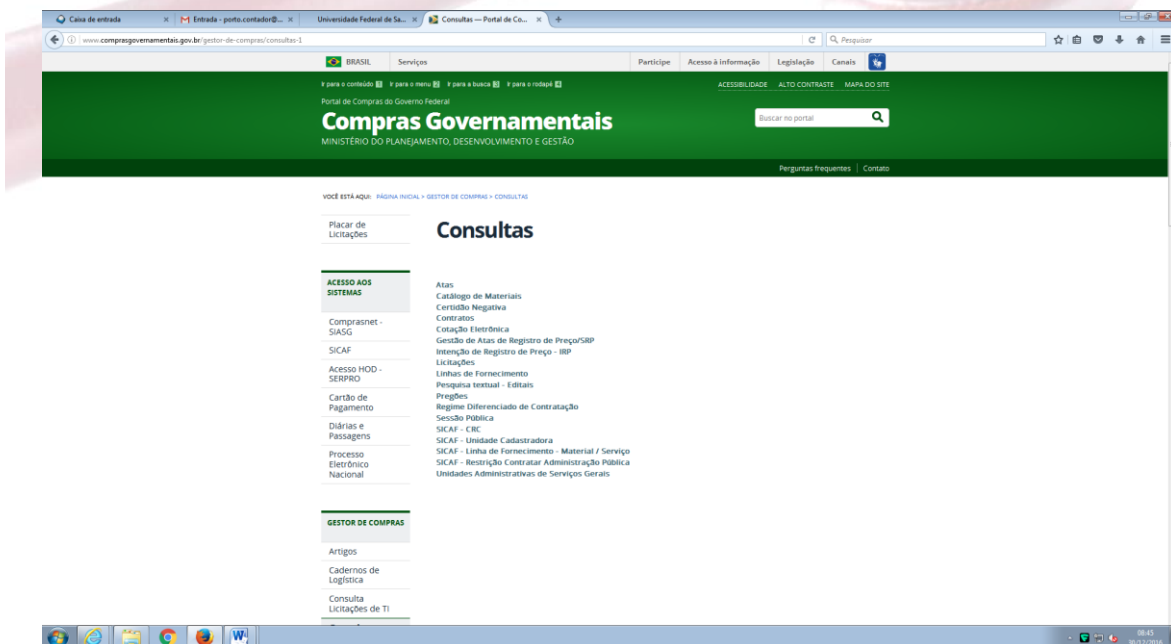 Caixa de entrada
Entrada - porto.contador@...
Universidade Federal de Sa...
Consultas — Portal de Co...
www.comprasgovernamentais.gov.br/gestor-de-compras/consultas-1
Pesquisar
BRASIL
Serviços
Participe
Acesso à informação
Legislação
Canais
Ir para o conteúdo 1
Ir para o menu 2
Ir para a busca 3
Ir para o rodapé 4
ACESSIBILIDADE
ALTO CONTRASTE
MAPA DO SITE
Portal de Compras do Governo Federal
Compras Governamentais
Buscar no portal
MINISTÉRIO DO PLANEJAMENTO, DESENVOLVIMENTO E GESTÃO
Perguntas frequentes
Contato
VOCÊ ESTÁ AQUI: PÁGINA INICIAL > GESTOR DE COMPRAS > CONSULTAS
Placar de
Licitações
ACESSO AOS
SISTEMAS
Comprasnet -
SIASG
SICAF
Acesso HOD -
SERPRO
Cartão de
Pagamento
Diárias e
Passagens
Processo
Eletrônico
Nacional
GESTOR DE COMPRAS
Artigos
Cadernos de
Logística
Consulta
Licitações de TI
Consultas
Atas
Catálogo de Materiais
Certidão Negativa
Contratos
Cotação Eletrônica
Gestão de Atas de Registro de Preço/SRP
Intenção de Registro de Preço - IRP
Licitações
Linhas de Fornecimento
Pesquisa textual - Editais
Pregões
Regime Diferenciado de Contratação
Sessão Pública
SICAF - CRC
SICAF - Unidade Cadastradora
SICAF - Linha de Fornecimento - Material / Serviço
SICAF - Restrição Contratar Administração Pública
Unidades Administrativas de Serviços Gerais
08:45
30/12/2016